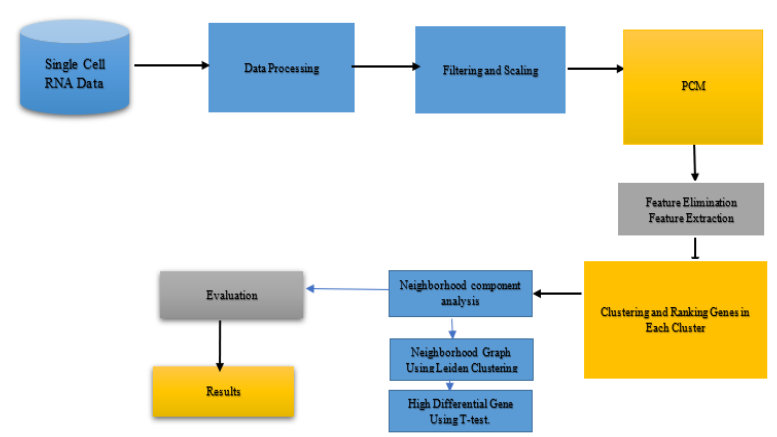 Single Cell
RNA Data
Data Processing
Filtering and Scaling
PCM
Feature Elimination
Feature Extraction
Clustering and Ranking Genes in
Each Cluster
Neighborhood component
analysis
Evaluation
Neighborhood Graph
Using Leiden Clustering
Results
High Differential Gene
Using T-test.